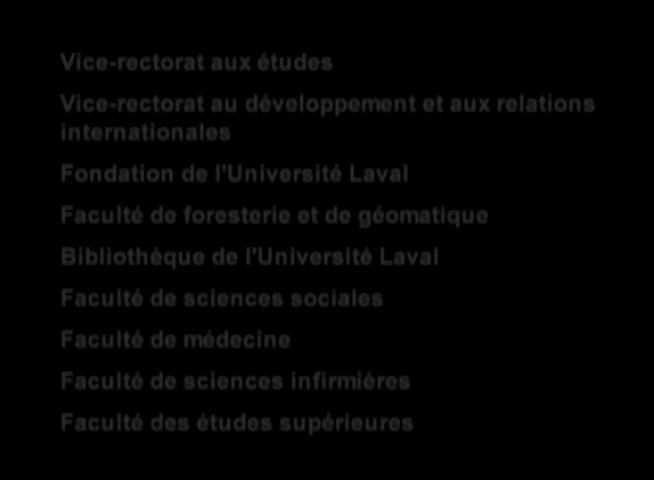 Vice-rectorat aux études
Vice-rectorat au développement et aux relations
internationales
Fondation de l'Université Laval
Faculté de foresterie et de géomatique
Bibliothèque de l'Université Laval
Faculté de sciences sociales
Faculté de médecine
Faculté de sciences infirmières
Faculté des études supérieures